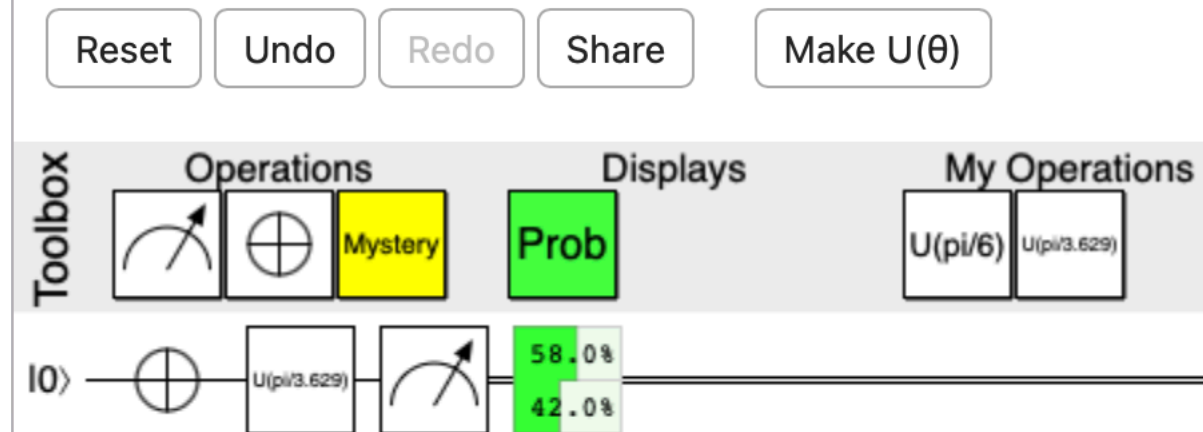 Reset Undo Redo Share Make U(θ)
Toolbox
Operations Displays My Operations
Mystery Prob U(pi/6) U(pi/3.629)
|0⟩ U(pi/3.629) 58.0%
42.0%